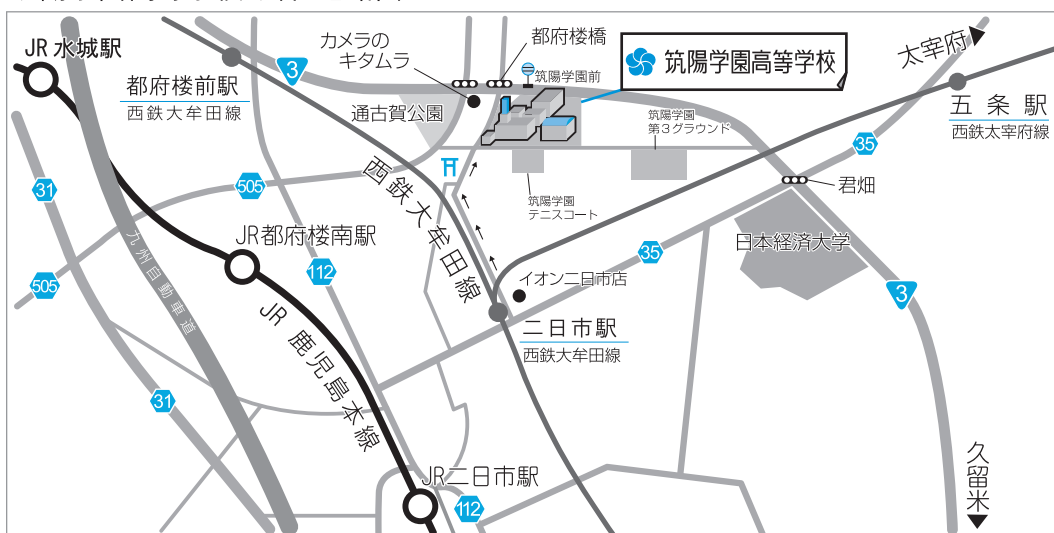 JR 水城駅
都府楼前駅
西鉄大牟田線
3
カメラの
キタムラ
都府楼橋
筑陽学園前
筑陽学園高等学校
太宰府
五条駅
西鉄太宰府線
通古賀公園
筑陽学園
第3グラウンド
35
君畑
31
505
西鉄大牟田線
筑陽学園
テニスコート
日本経済大学
JR都府楼南駅
112
35
イオン二日市店
505
九州自動車道
3
二日市駅
西鉄大牟田線
JR 鹿児島本線
31
JR二日市駅
112
久留米